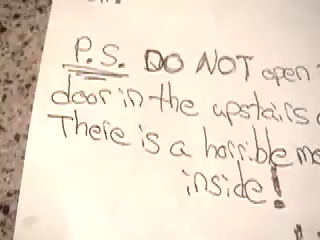 P.S. DO NOT open
door in the upstairs
There is a horrible
inside!